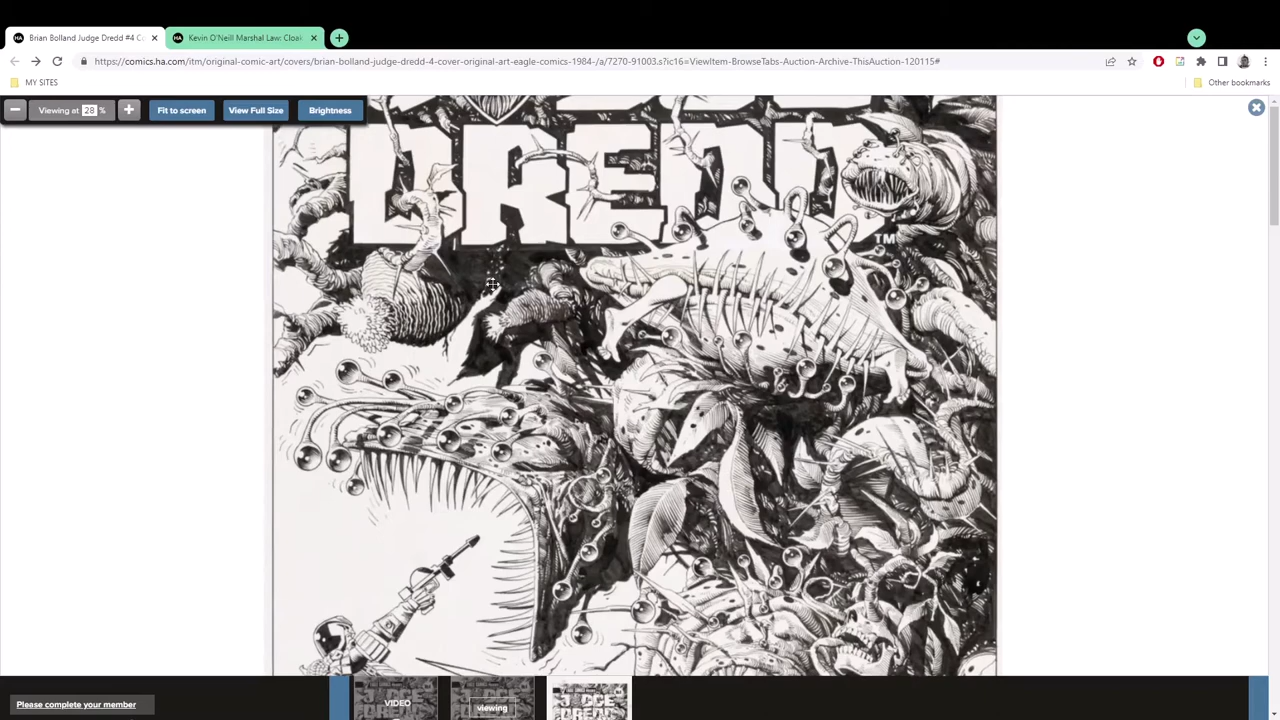 Brian Bolland Judge Dredd #4 C
Kevin O'Neill Marshal Law: Cloak
https://comics.ha.com/itm/original-comic-art/covers/brian-bolland-judge-dredd-4-cover-original-art-eagle-comics-1984-/a/7270-91003.s?ic16=ViewItem-BrowseTabs-Auction-Archive-ThisAuction-120115#
MY SITES
Other bookmarks
Viewing at 28 %
Fit to screen
View Full Size
Brightness
DREDD
TM
Please complete your member
VIDEO
viewing
JUDGE
DREDD